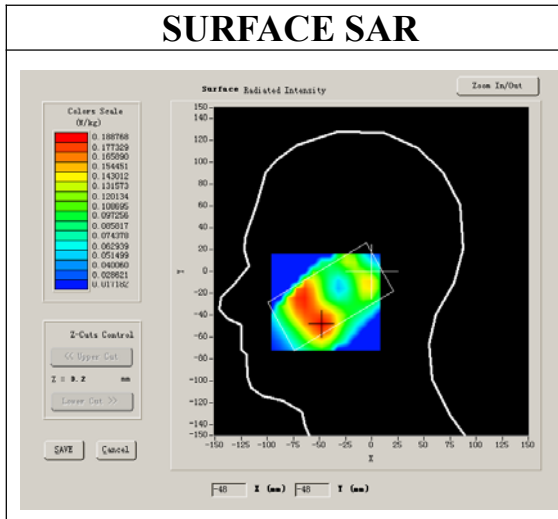 SURFACE SAR
Surface Radiated Intensity
Zoom In/Out
Colors Scale
(W/kg)
0.188768
0.177329
0.165890
0.154451
0.143012
0.131573
0.120134
0.108695
0.097256
0.085817
0.074378
0.062939
0.051499
0.040060
0.028621
0.017182
150
140
120
100
80
60
40
20
0
-20
-40
-60
-80
-100
-120
-140
-150
Y
-150 -125 -100 -75 -50 -25 0 25 50 75 100 125 150
X
Z-Cuts Control
<< Upper Cut
Z = 3.2 mm
Lower Cut >>
SAVE Cancel
-48 X (mm) -48 Y (mm)